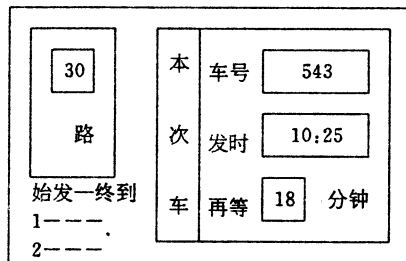 30
路
始发—终到
1———.
2———
本次车
车号 543
发时 10:25
再等 18 分钟